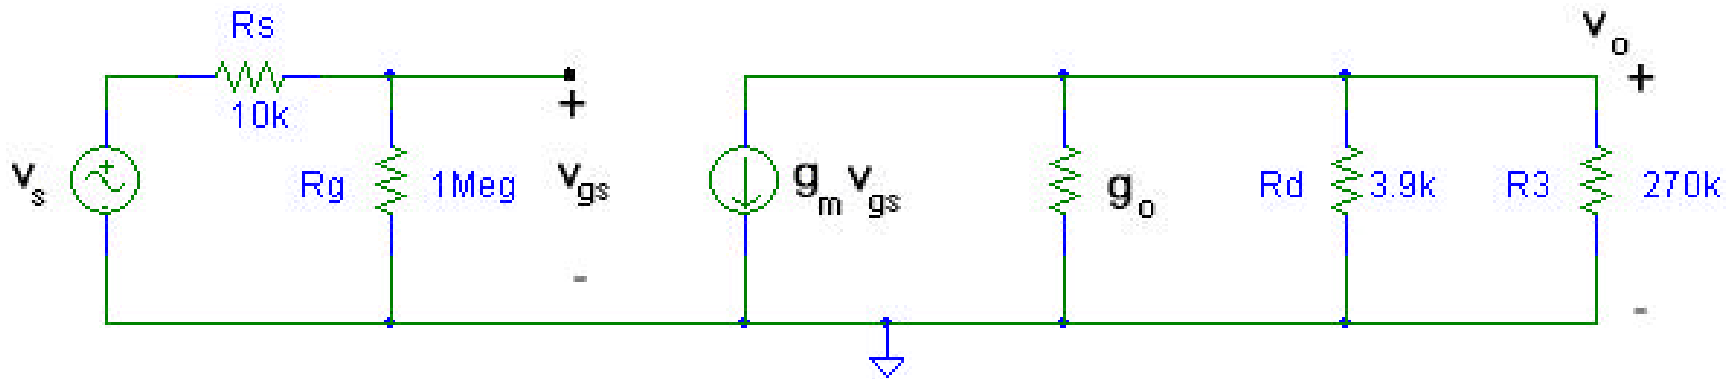 Rs
10k
vs
Rg 1Meg
+
vgs
-
gm vgs
go
Rd 3.9k
R3 270k
vo
+
-